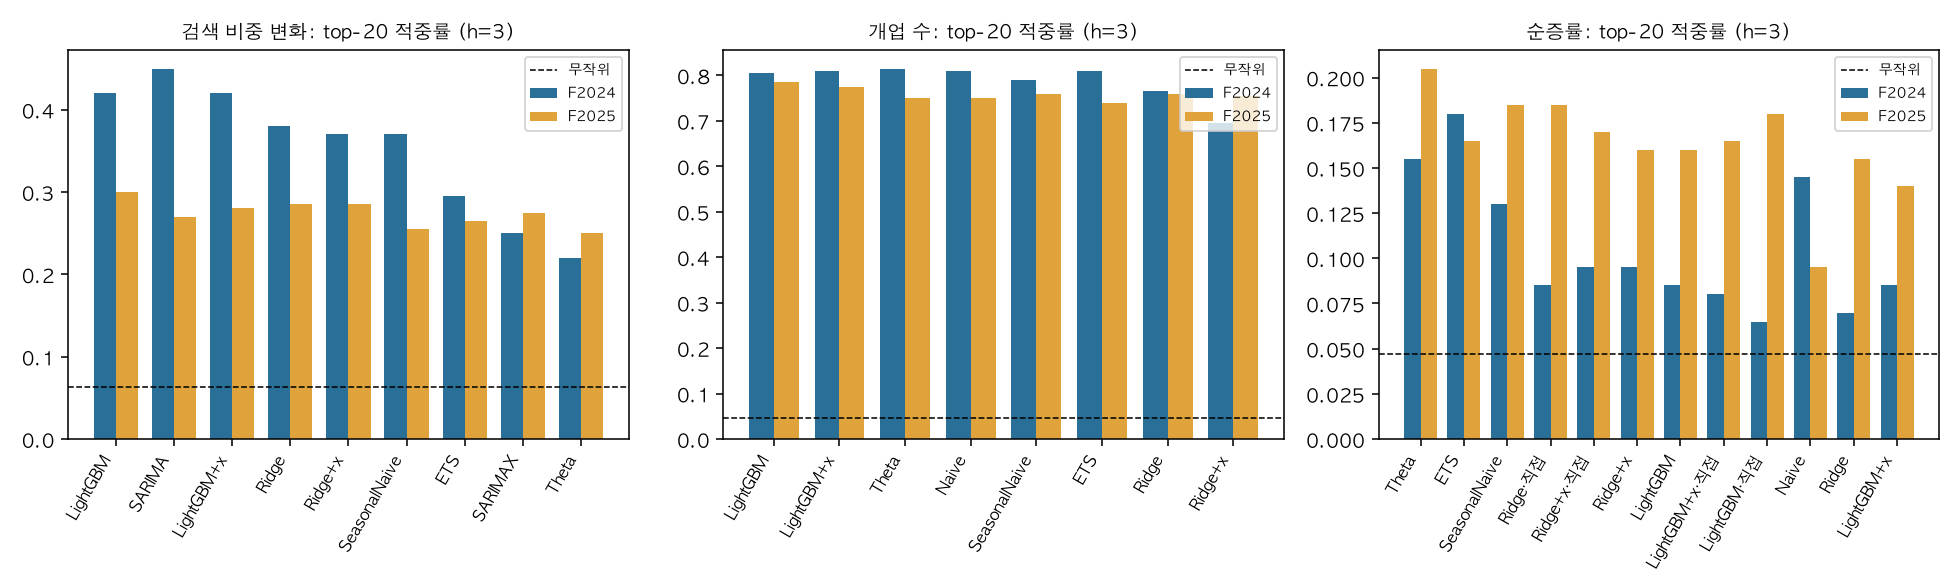 검색 비중 변화: top-20 적중률 (h=3)
무작위
F2024
F2025
0.4
0.3
0.2
0.1
0.0
LightGBM
SARIMA
LightGBM+x
Ridge
Ridge+x
SeasonalNaive
ETS
SARIMAX
Theta
개업 수: top-20 적중률 (h=3)
무작위
F2024
F2025
0.8
0.7
0.6
0.5
0.4
0.3
0.2
0.1
0.0
LightGBM
LightGBM+x
Theta
Naive
SeasonalNaive
ETS
Ridge
Ridge+x
순증률: top-20 적중률 (h=3)
무작위
F2024
F2025
0.200
0.175
0.150
0.125
0.100
0.075
0.050
0.025
0.000
Theta
ETS
SeasonalNaive
Ridge·직접
Ridge+x·직접
Ridge+x
LightGBM
LightGBM+x·직접
LightGBM·직접
Naive
Ridge
LightGBM+x